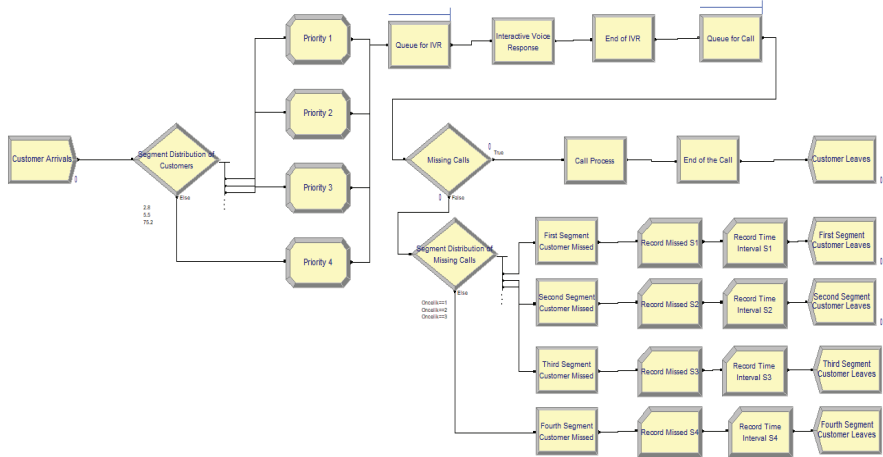 Customer Arrivals
Segment Distribution of
Customers
Else
2.8
5.5
75.2
Priority 1
Priority 2
Priority 3
Priority 4
Queue for IVR
Interactive Voice
Response
End of IVR
Queue for Call
Missing Calls
True
False
0
0
Call Process
End of the Call
Customer Leaves
0
0
Segment Distribution of
Missing Calls
Else
Oncelik==1
Oncelik==2
Oncelik==3
First Segment
Customer Missed
Record Missed S1
Record Time
Interval S1
First Segment
Customer Leaves
0
Second Segment
Customer Missed
Record Missed S2
Record Time
Interval S2
Second Segment
Customer Leaves
0
Third Segment
Customer Missed
Record Missed S3
Record Time
Interval S3
Third Segment
Customer Leaves
Fourth Segment
Customer Missed
Record Missed S4
Record Time
Interval S4
Fourth Segment
Customer Leaves